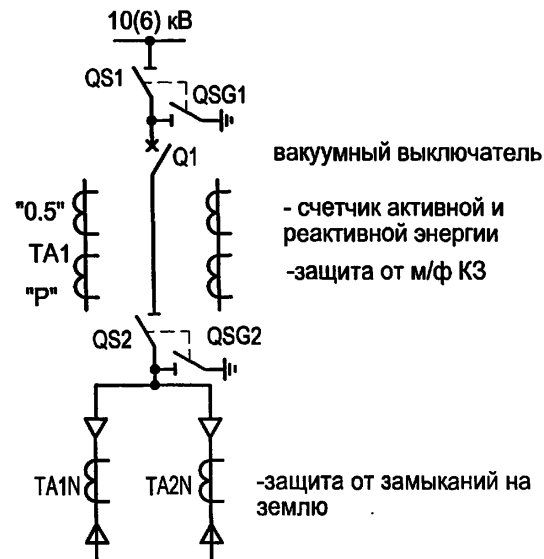 10(6) кВ
QS1
QSG1
Q1
вакуумный выключатель
"0.5"
TA1
"Р"
- счетчик активной и
реактивной энергии
-защита от м/ф КЗ
QS2
QSG2
TA1N
TA2N
-защита от замыканий на
землю